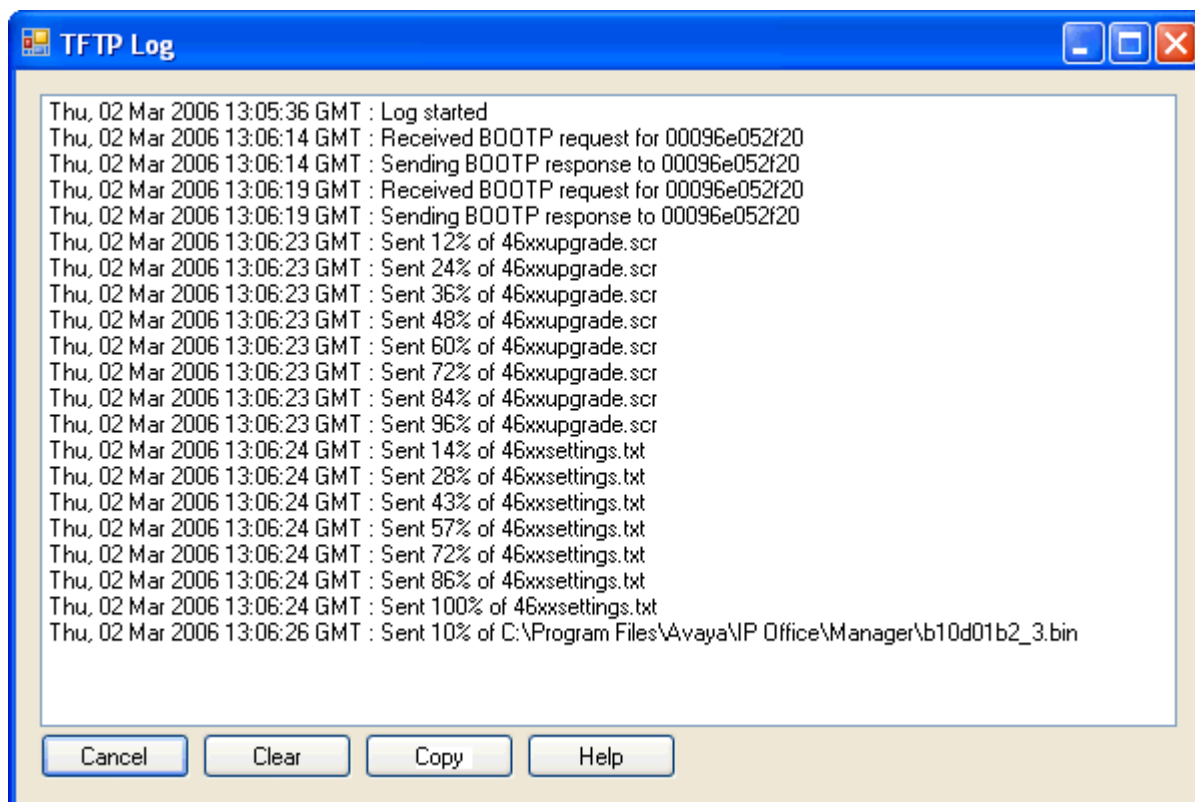 TFTP Log
Thu, 02 Mar 2006 13:05:36 GMT : Log started
Thu, 02 Mar 2006 13:06:14 GMT : Received BOOTP request for 00096e052f20
Thu, 02 Mar 2006 13:06:14 GMT : Sending BOOTP response to 00096e052f20
Thu, 02 Mar 2006 13:06:19 GMT : Received BOOTP request for 00096e052f20
Thu, 02 Mar 2006 13:06:19 GMT : Sending BOOTP response to 00096e052f20
Thu, 02 Mar 2006 13:06:23 GMT : Sent 12% of 46xxupgrade.scr
Thu, 02 Mar 2006 13:06:23 GMT : Sent 24% of 46xxupgrade.scr
Thu, 02 Mar 2006 13:06:23 GMT : Sent 36% of 46xxupgrade.scr
Thu, 02 Mar 2006 13:06:23 GMT : Sent 48% of 46xxupgrade.scr
Thu, 02 Mar 2006 13:06:23 GMT : Sent 60% of 46xxupgrade.scr
Thu, 02 Mar 2006 13:06:23 GMT : Sent 72% of 46xxupgrade.scr
Thu, 02 Mar 2006 13:06:23 GMT : Sent 84% of 46xxupgrade.scr
Thu, 02 Mar 2006 13:06:23 GMT : Sent 96% of 46xxupgrade.scr
Thu, 02 Mar 2006 13:06:24 GMT : Sent 14% of 46xxsettings.txt
Thu, 02 Mar 2006 13:06:24 GMT : Sent 28% of 46xxsettings.txt
Thu, 02 Mar 2006 13:06:24 GMT : Sent 43% of 46xxsettings.txt
Thu, 02 Mar 2006 13:06:24 GMT : Sent 57% of 46xxsettings.txt
Thu, 02 Mar 2006 13:06:24 GMT : Sent 72% of 46xxsettings.txt
Thu, 02 Mar 2006 13:06:24 GMT : Sent 86% of 46xxsettings.txt
Thu, 02 Mar 2006 13:06:24 GMT : Sent 100% of 46xxsettings.txt
Thu, 02 Mar 2006 13:06:26 GMT : Sent 10% of C:\Program Files\Avaya\IP Office\Manager\b10d01b2_3.bin
Cancel Clear Copy Help